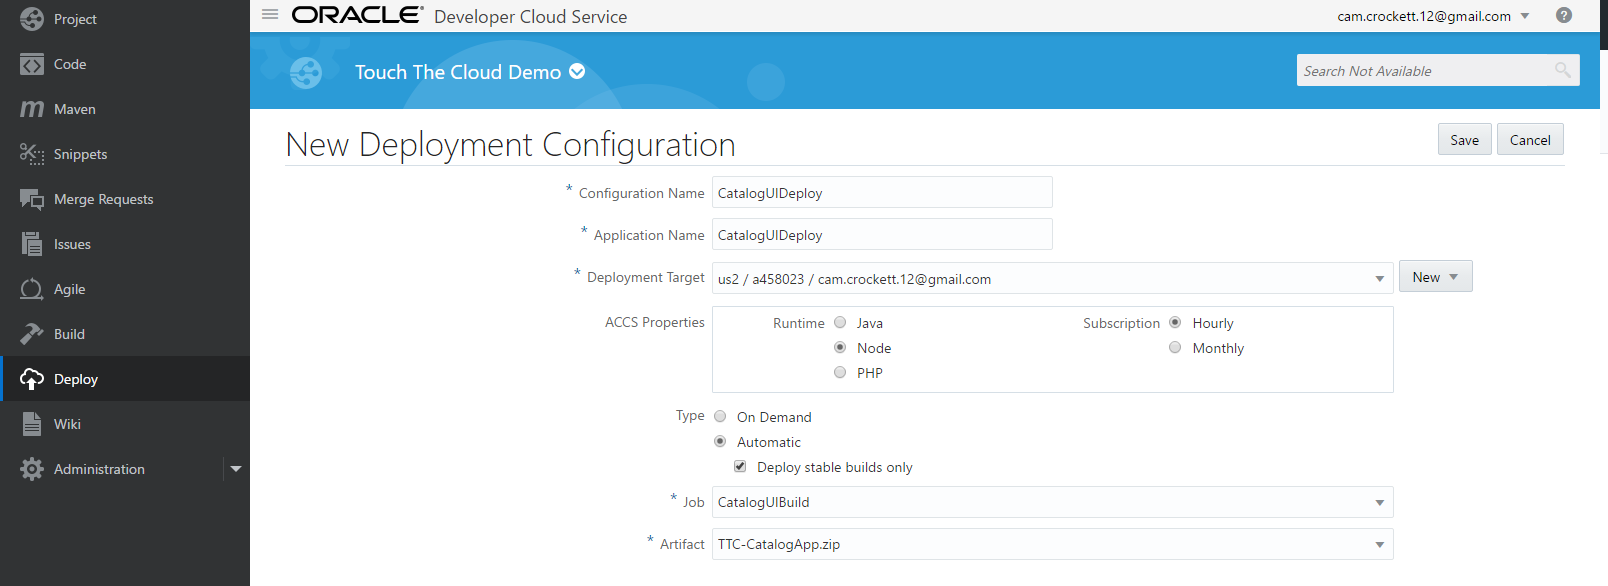 Project
Code
Maven
Snippets
Merge Requests
Issues
Agile
Build
Deploy
Wiki
Administration
ORACLE® Developer Cloud Service
cam.crockett.12@gmail.com ?
Touch The Cloud Demo
Search Not Available
New Deployment Configuration
Save Cancel
* Configuration Name CatalogUIDeploy
* Application Name CatalogUIDeploy
* Deployment Target us2 / a458023 / cam.crockett.12@gmail.com New
ACCS Properties Runtime Java Subscription Hourly
Node Monthly
PHP
Type On Demand
Automatic
Deploy stable builds only
* Job CatalogUIBuild
* Artifact TTC-CatalogApp.zip